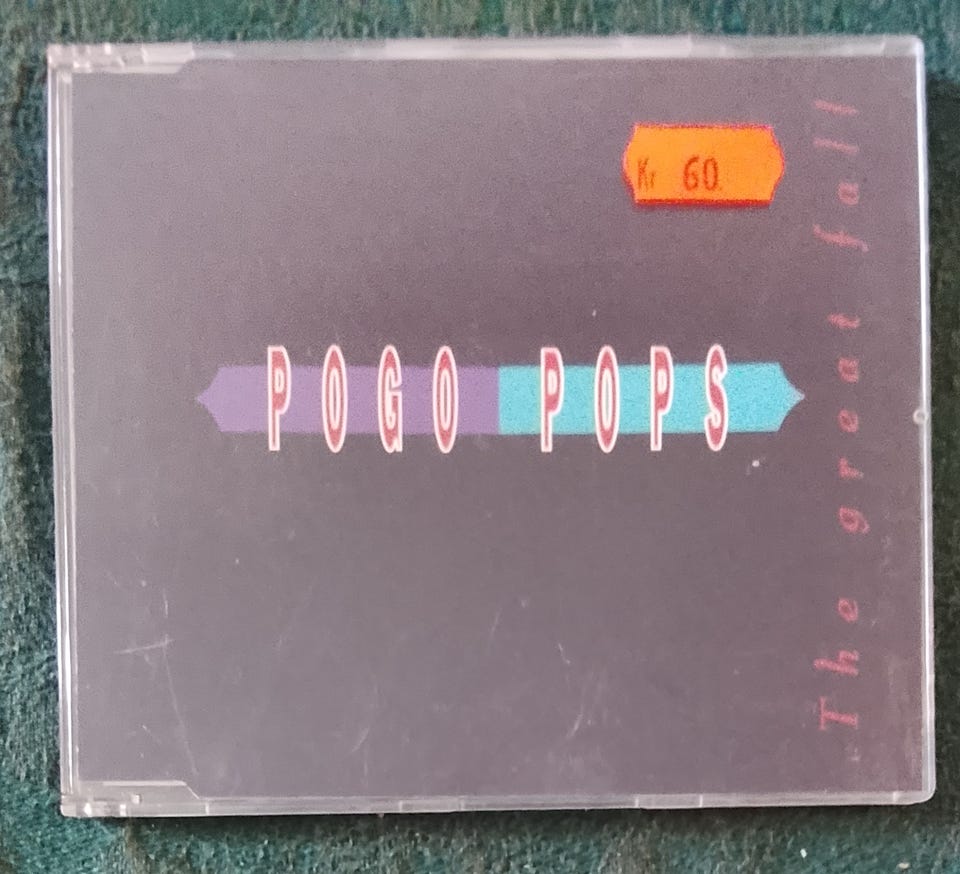 Kr 60
POGO POPS
The great fall